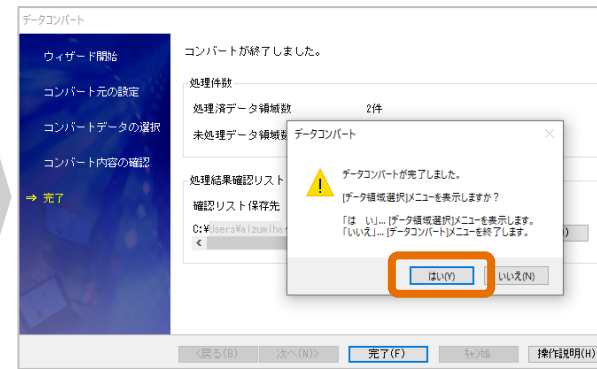 データコンバート
ウィザード開始
コンバート元の設定
コンバートデータの選択
コンバート内容の確認
⇒ 完了
コンバートが終了しました。
処理件数
処理済データ領域数 2件
未処理データ領域数
処理結果確認リスト
確認リスト保存先
C:¥Users¥aizumiha
データコンバート
データコンバートが完了しました。
[データ領域選択]メニューを表示しますか？
「は い」... [データ領域選択]メニューを表示します。
「いいえ」... [データコンバート]メニューを終了します。
はい(Y) いいえ(N)
<戻る(B) 次へ(N)> 完了(F) キャンセル 操作説明(H)